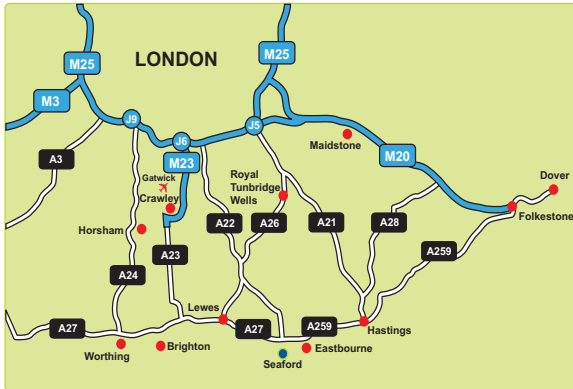 M25
LONDON
M25
M3
J9
J6
J5
M23
Maidstone
M20
A3
Gatwick
Crawley
Royal
Tunbridge
Wells
Dover
Folkestone
Horsham
A22
A26
A21
A28
A23
A259
A24
Lewes
A27
A27
A259
Hastings
Worthing
Brighton
Eastbourne
Seaford